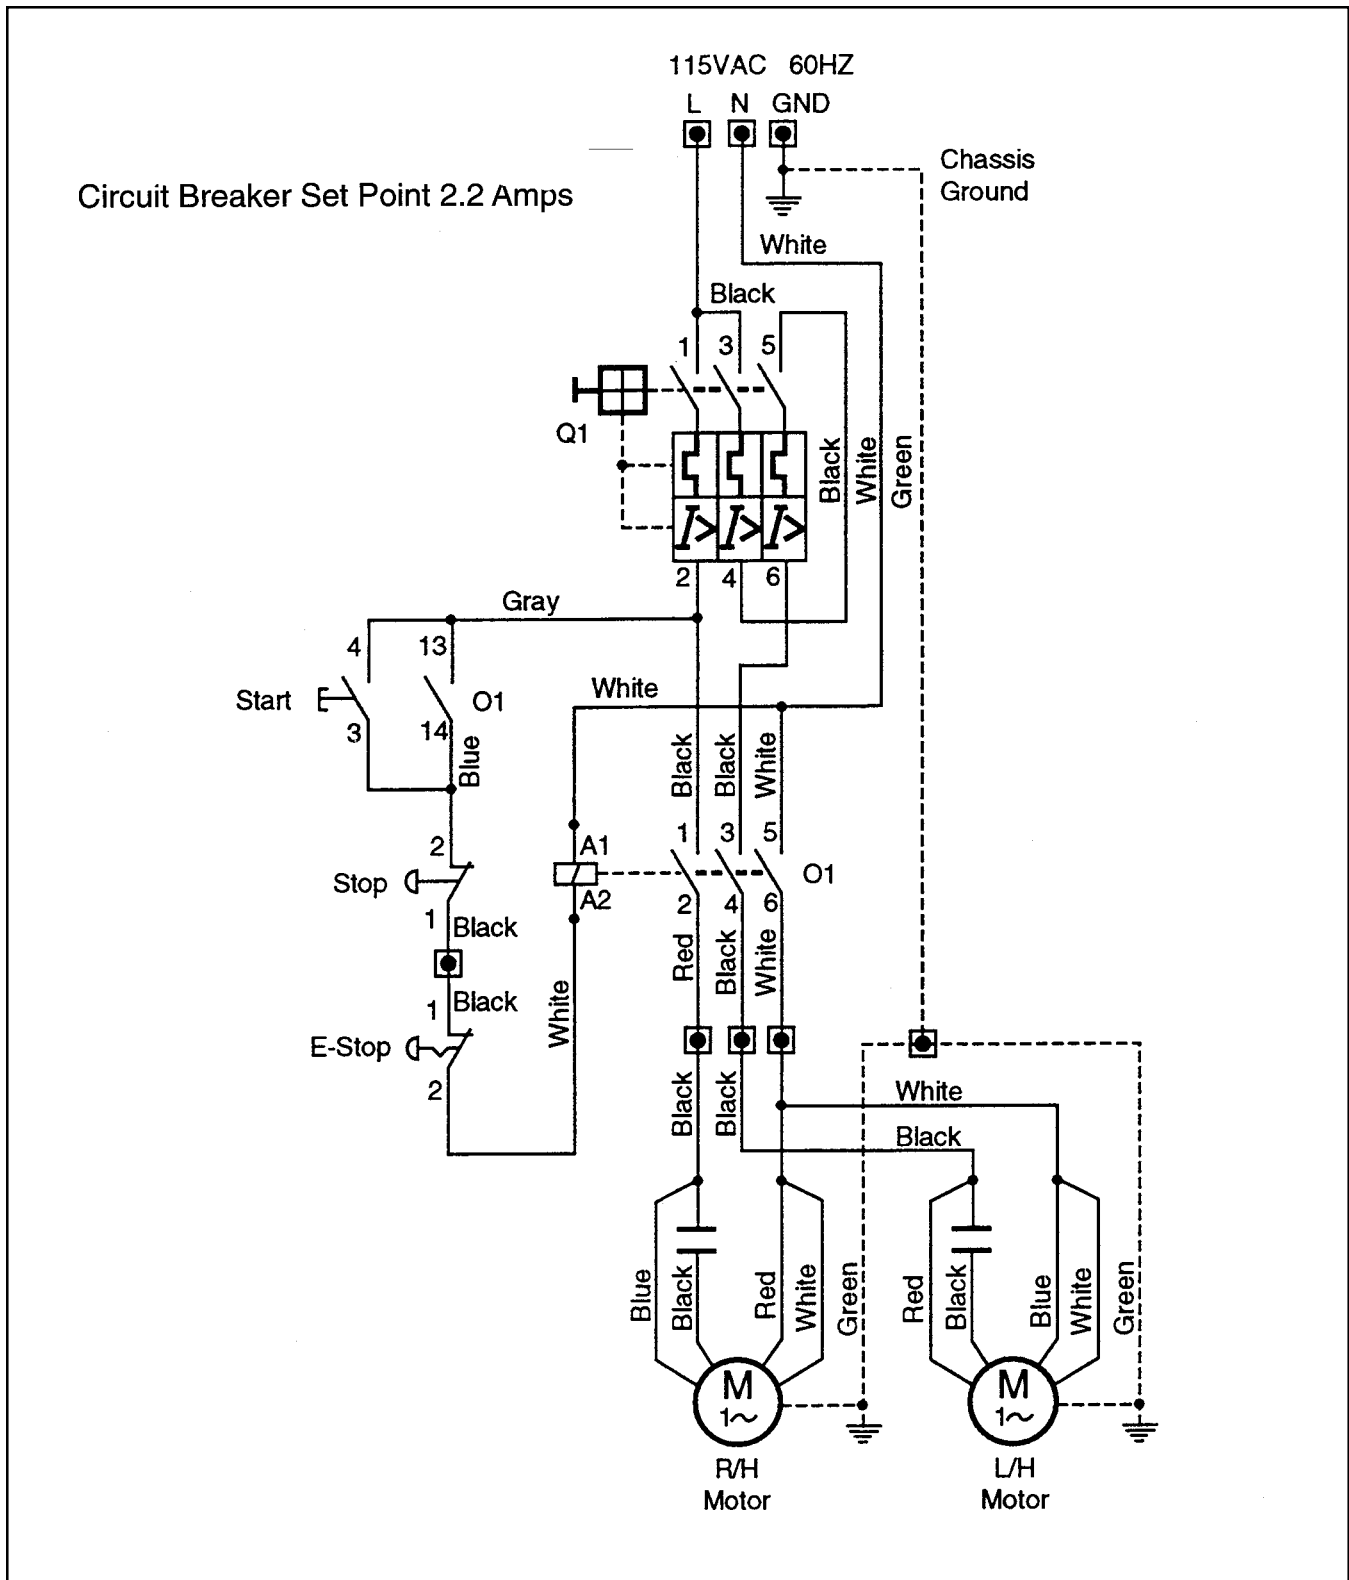 115VAC 60HZ
L N GND
Chassis
Ground
Circuit Breaker Set Point 2.2 Amps
White
Black
1 3 5
Q1
Black
White
Green
2 4 6
Gray
4 13
Start
O1
3 14
Blue
White
Black
Black
White
2
Stop
1
Black
A1
A2
1 3 5
O1
2 4 6
Red
Black
White
1
Black
E-Stop
2
White
Black
Black
White
Black
Blue
Black
Red
White
Green
Red
Black
Blue
White
Green
M
1~
M
1~
R/H
Motor
L/H
Motor